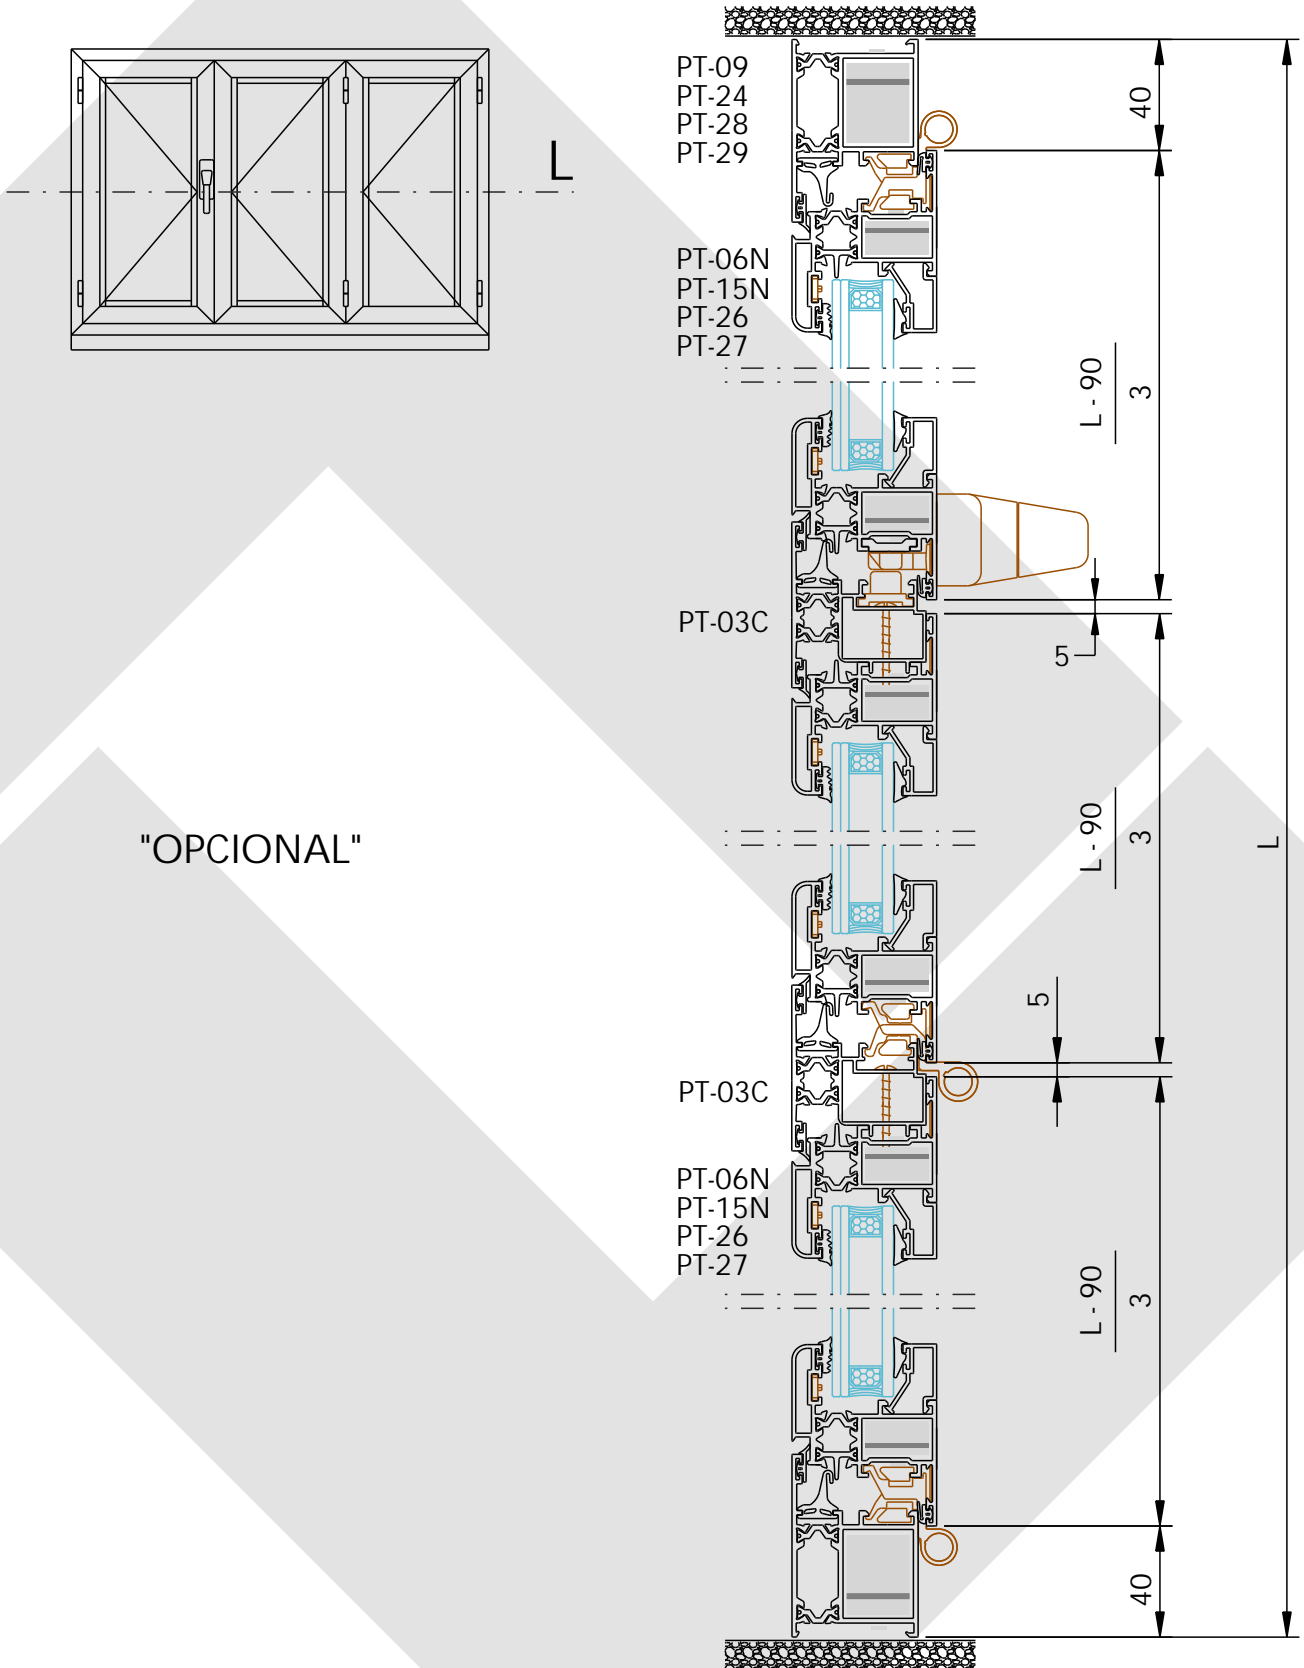 L
PT-09
PT-24
PT-28
PT-29
40
PT-06N
PT-15N
PT-26
PT-27
L - 90
3
PT-03C
5
"OPCIONAL"
L - 90
3
L
5
PT-03C
PT-06N
PT-15N
PT-26
PT-27
L - 90
3
40